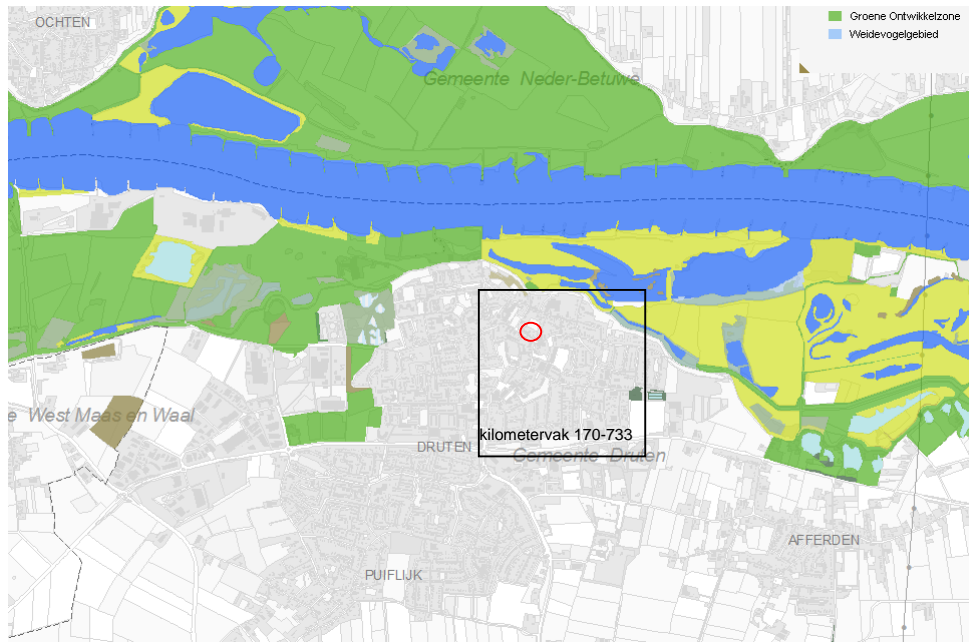 OCHTEN
Groene Ontwikkelzone
Weidevogelgebied
Gemeente Neder-Betuwe
e West Maas en Waal
kilometervak 170-733
DRUTEN
Gemeente Druten
AFFERDEN
PUIFLIJK